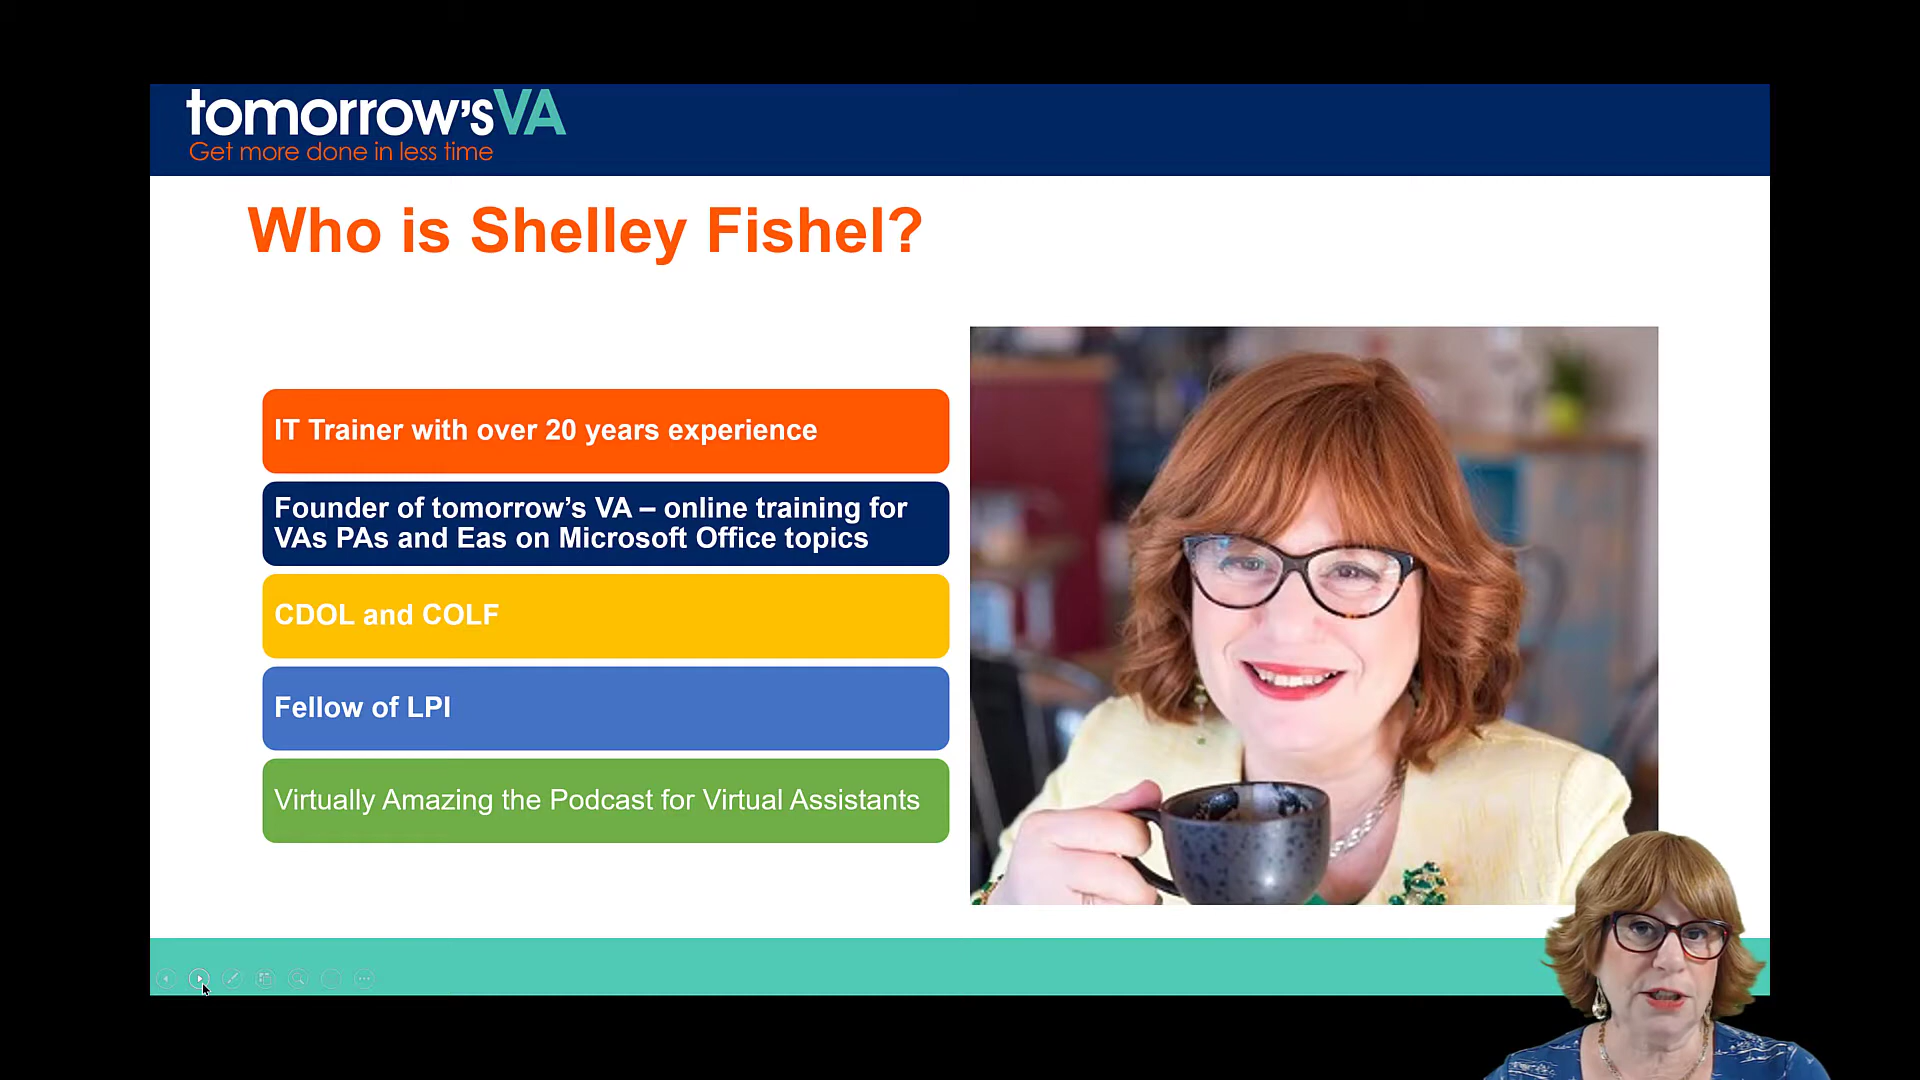 tomorrow'sVA
Get more done in less time
Who is Shelley Fishel?
IT Trainer with over 20 years experience
Founder of tomorrow’s VA – online training for
VAs PAs and Eas on Microsoft Office topics
CDOL and COLF
Fellow of LPI
Virtually Amazing the Podcast for Virtual Assistants